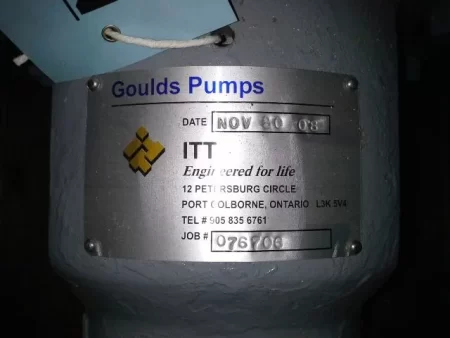 Goulds Pumps
DATE NOV 08
ITT
Engineered for life
12 PETERSBURG CIRCLE
PORT COLBORNE, ONTARIO L3K 5V4
TEL # 905 835 6761
JOB #